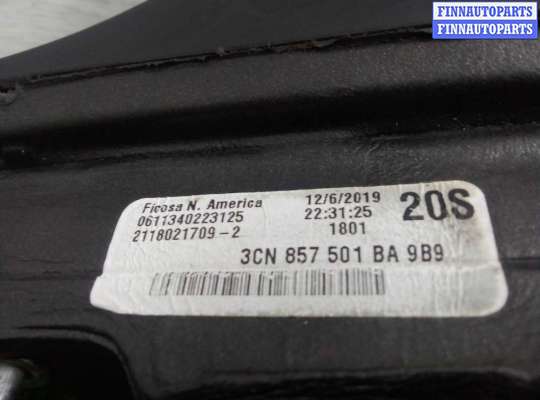 FINNAUTOPARTS
FINNAUTOPARTS
Ficosa N. America 12/6/2019 20S
0611340223125 22:31:25
2118021709-2 1801
3CN 857 501 BA 9B9